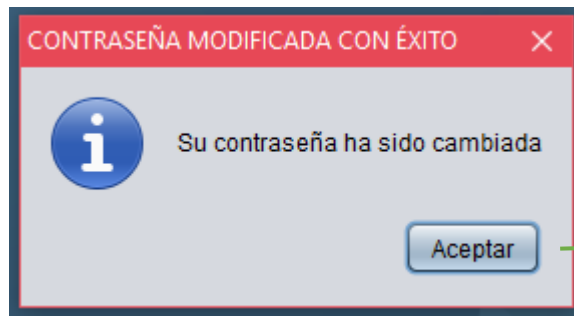 CONTRASEÑA MODIFICADA CON ÉXITO
Su contraseña ha sido cambiada
Aceptar